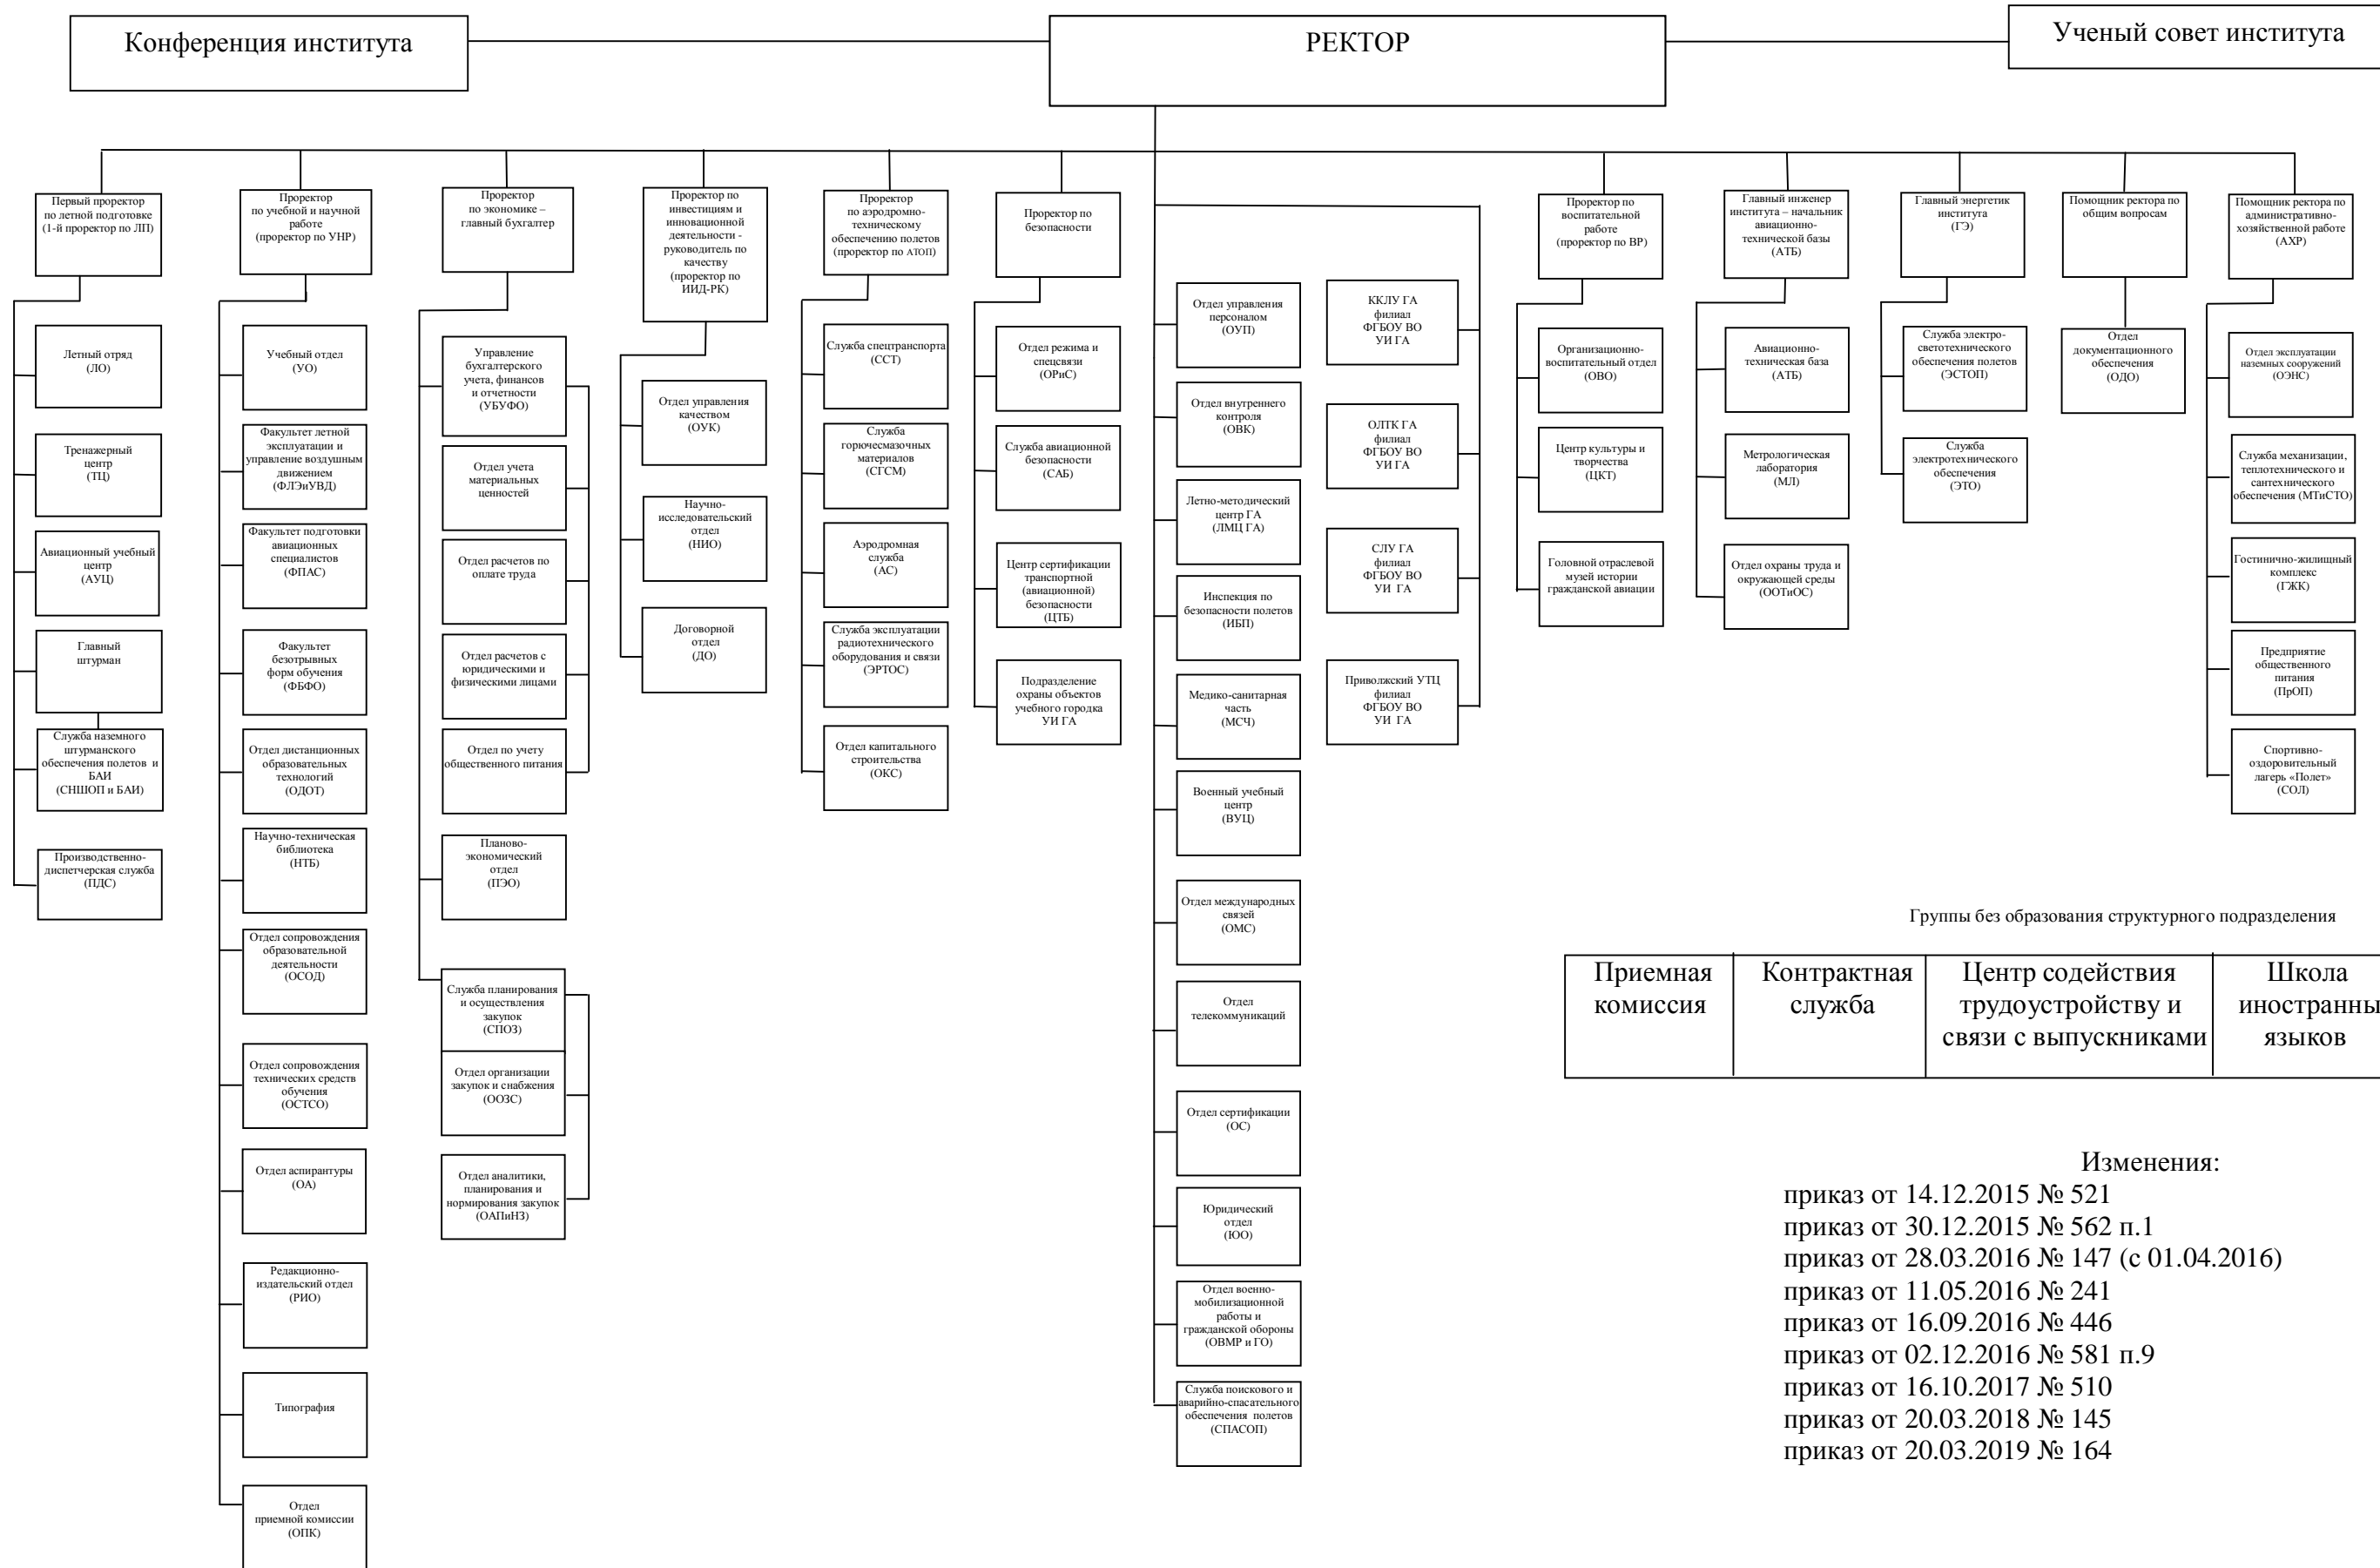 Конференция института
РЕКТОР
Ученый совет института
Первый проректор
по летной подготовке
(1-й проректор по ЛП)
Летный отряд
(ЛО)
Тренажерный
центр
(ТЦ)
Авиационный учебный
центр
(АУЦ)
Главный
штурман
Служба наземного
штурманского
обеспечения полетов и
БАИ
(СНШОП и БАИ)
Производственно-
диспетчерская служба
(ПДС)
Проректор
по учебной и научной
работе
(проректор по УНР)
Учебный отдел
(УО)
Факультет летной
эксплуатации и
управление воздушным
движением
(ФЛЭиУВД)
Факультет подготовки
авиационных
специалистов
(ФПАС)
Факультет
безотрывных
форм обучения
(ФБФО)
Отдел дистанционных
образовательных
технологий
(ОДОТ)
Научно-техническая
библиотека
(НТБ)
Отдел сопровождения
образовательной
деятельности
(ОСОД)
Отдел сопровождения
технических средств
обучения
(ОСТСО)
Отдел аспирантуры
(ОА)
Редакционно-
издательский отдел
(РИО)
Типография
Отдел
приемной комиссии
(ОПК)
Проректор
по экономике –
главный бухгалтер
Управление
бухгалтерского
учета, финансов
и отчетности
(УБУФО)
Отдел учета
материальных
ценностей
Отдел расчетов по
оплате труда
Отдел расчетов с
юридическими и
физическими лицами
Отдел по учету
общественного питания
Планово-
экономический
отдел
(ПЭО)
Служба планирования
и осуществления
закупок
(СПОЗ)
Отдел организации
закупок и снабжения
(ООЗС)
Отдел аналитики,
планирования и
нормирования закупок
(ОАПиНЗ)
Проректор по
инвестициям и
инновационной
деятельности -
руководитель по
качеству
(проректор по
ИИД-РК)
Отдел управления
качеством
(ОУК)
Научно-
исследовательский
отдел
(НИО)
Договорной
отдел
(ДО)
Проректор
по аэродромно-
техническому
обеспечению полетов
(проректор по АТОП)
Служба спецтранспорта
(ССТ)
Служба
горючесмазочных
материалов
(СГСМ)
Аэродромная
служба
(АС)
Служба эксплуатации
радиотехнического
оборудования и связи
(ЭРТОС)
Отдел капитального
строительства
(ОКС)
Проректор по
безопасности
Отдел режима и
спецсвязи
(ОРиС)
Служба авиационной
безопасности
(САБ)
Центр сертификации
транспортной
(авиационной)
безопасности
(ЦТБ)
Подразделение
охраны объектов
учебного городка
УИ ГА
Отдел управления
персоналом
(ОУП)
Отдел внутреннего
контроля
(ОВК)
Летно-методический
центр ГА
(ЛМЦ ГА)
Инспекция по
безопасности полетов
(ИБП)
Медико-санитарная
часть
(МСЧ)
Военный учебный
центр
(ВУЦ)
Отдел международных
связей
(ОМС)
Отдел
телекоммуникаций
Отдел сертификации
(ОС)
Юридический
отдел
(ЮО)
Отдел военно-
мобилизационной
работы и
гражданской обороны
(ОВМР и ГО)
Служба поискового и
аварийно-спасательного
обеспечения полетов
(СПАСОП)
ККЛУ ГА
филиал
ФГБОУ ВО
УИ ГА
ОЛТК ГА
филиал
ФГБОУ ВО
УИ ГА
СЛУ ГА
филиал
ФГБОУ ВО
УИ ГА
Приволжский УТЦ
филиал
ФГБОУ ВО
УИ ГА
Проректор по
воспитательной
работе
(проректор по ВР)
Организационно-
воспитательный отдел
(ОВО)
Центр культуры и
творчества
(ЦКТ)
Головной отраслевой
музей истории
гражданской авиации
Главный инженер
института – начальник
авиационно-
технической базы
(АТБ)
Авиационно-
техническая база
(АТБ)
Метрологическая
лаборатория
(МЛ)
Отдел охраны труда и
окружающей среды
(ООТиОС)
Главный энергетик
института
(ГЭ)
Служба электро-
светотехнического
обеспечения полетов
(ЭСТОП)
Служба
электротехнического
обеспечения
(ЭТО)
Помощник ректора по
общим вопросам
Отдел
документационного
обеспечения
(ОДО)
Помощник ректора по
административно-
хозяйственной работе
(АХР)
Отдел эксплуатации
наземных сооружений
(ОЭНС)
Служба механизации,
теплотехнического и
сантехнического
обеспечения (МТиСТО)
Гостинично-жилищный
комплекс
(ГЖК)
Предприятие
общественного
питания
(ПрОП)
Спортивно-
оздоровительный
лагерь «Полет»
(СОЛ)
Группы без образования структурного подразделения
Приемная
комиссия
Контрактная
служба
Центр содействия
трудоустройству и
связи с выпускниками
Школа
иностранны
языков
Изменения:
приказ от 14.12.2015 № 521
приказ от 30.12.2015 № 562 п.1
приказ от 28.03.2016 № 147 (с 01.04.2016)
приказ от 11.05.2016 № 241
приказ от 16.09.2016 № 446
приказ от 02.12.2016 № 581 п.9
приказ от 16.10.2017 № 510
приказ от 20.03.2018 № 145
приказ от 20.03.2019 № 164